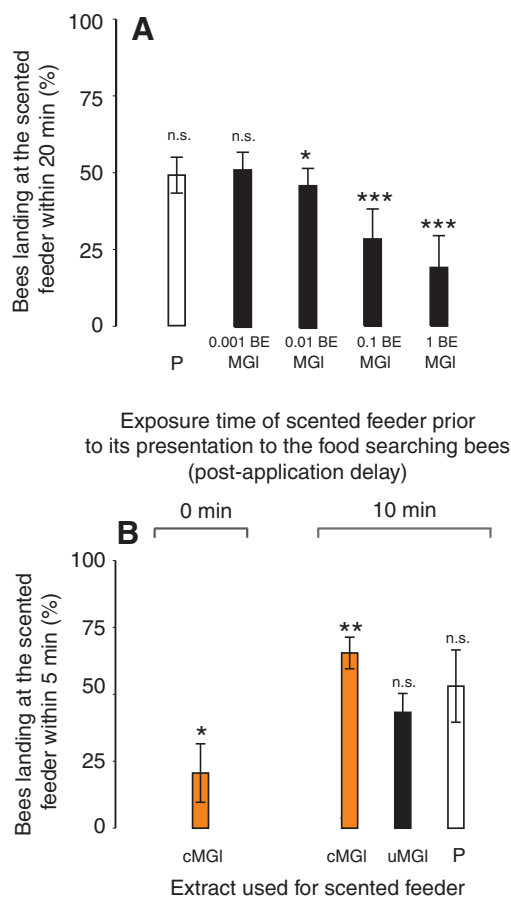 A
Bees landing at the scented
feeder within 20 min (%)
100
75
50
25
0
n.s.
n.s.
*
***
***
0.001 BE
0.01 BE
0.1 BE
1 BE
P
MGl
MGl
MGl
MGl
Exposure time of scented feeder prior
to its presentation to the food searching bees
(post-application delay)
0 min
10 min
B
Bees landing at the scented
feeder within 5 min (%)
100
75
50
25
0
*
**
n.s.
n.s.
cMGl
cMGl
uMGl
P
Extract used for scented feeder